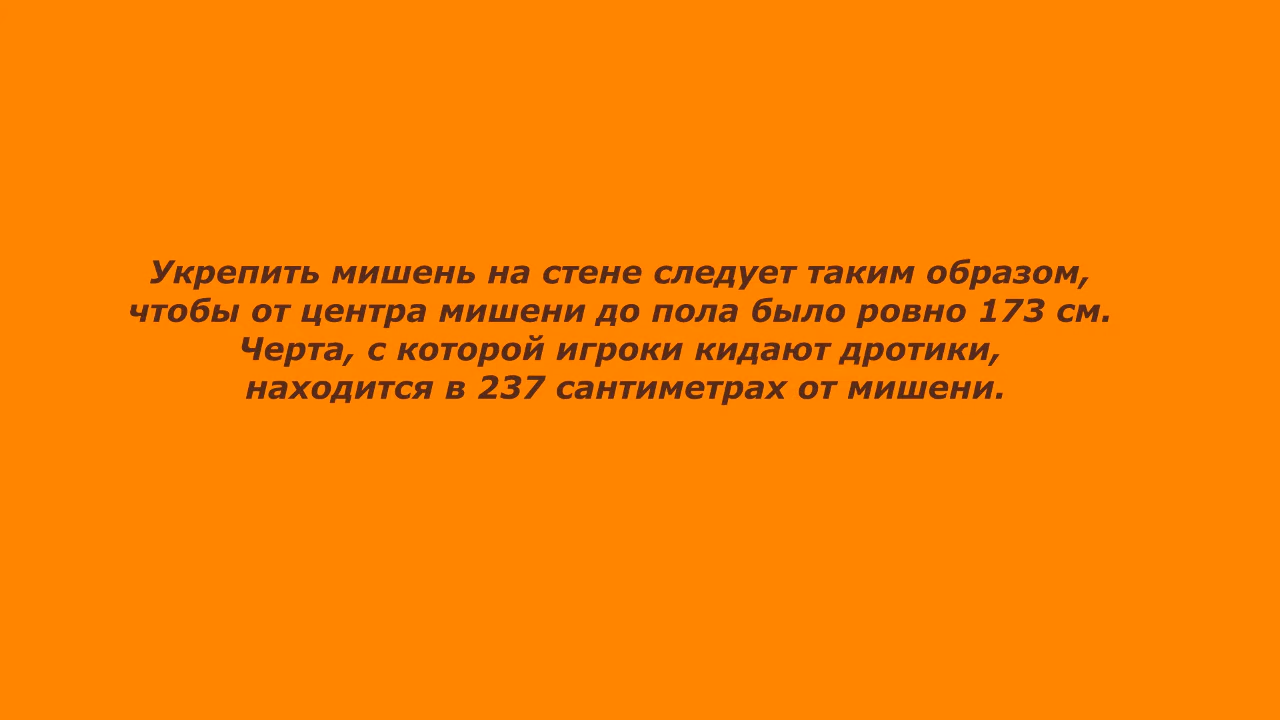 Укрепить мишень на стене следует таким образом,
чтобы от центра мишени до пола было ровно 173 см.
Черта, с которой игроки кидают дротики,
находится в 237 сантиметрах от мишени.